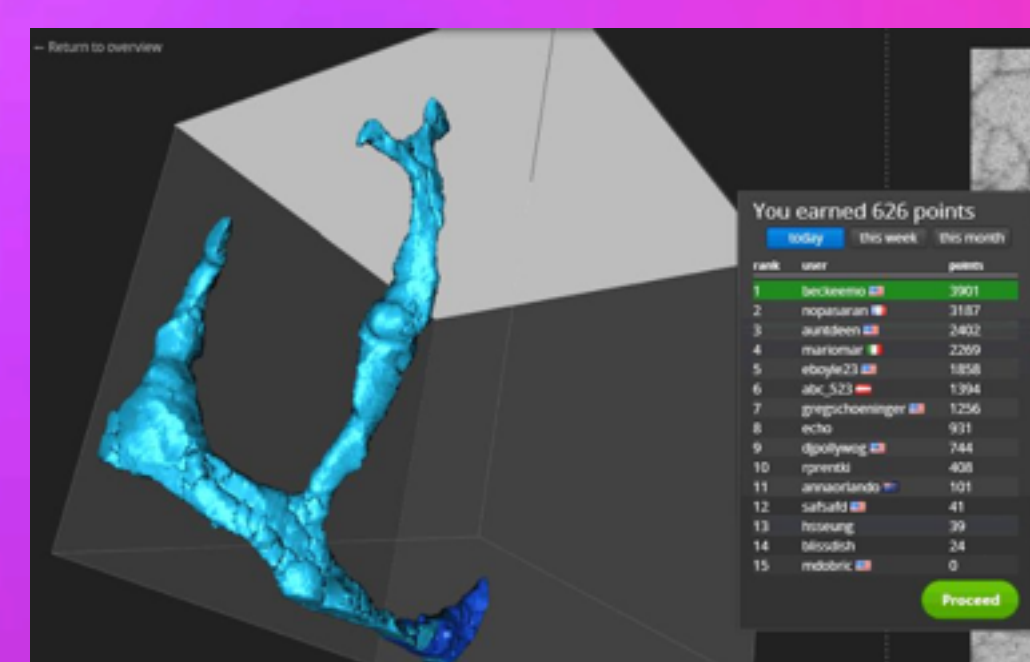 ← Return to overview
You earned 626 points
today this week this month
rank user points
1 beckeemo 3901
2 nopasaran 3187
3 auntdeen 2402
4 mariomar 2269
5 eboyle23 1858
6 abc_523 1394
7 gregschoeninger 1256
8 echo 931
9 djpollywog 744
10 rprentki 408
11 annaorlando 101
12 safsafd 41
13 hsseung 39
14 blissdish 24
15 mdobric 0
Proceed